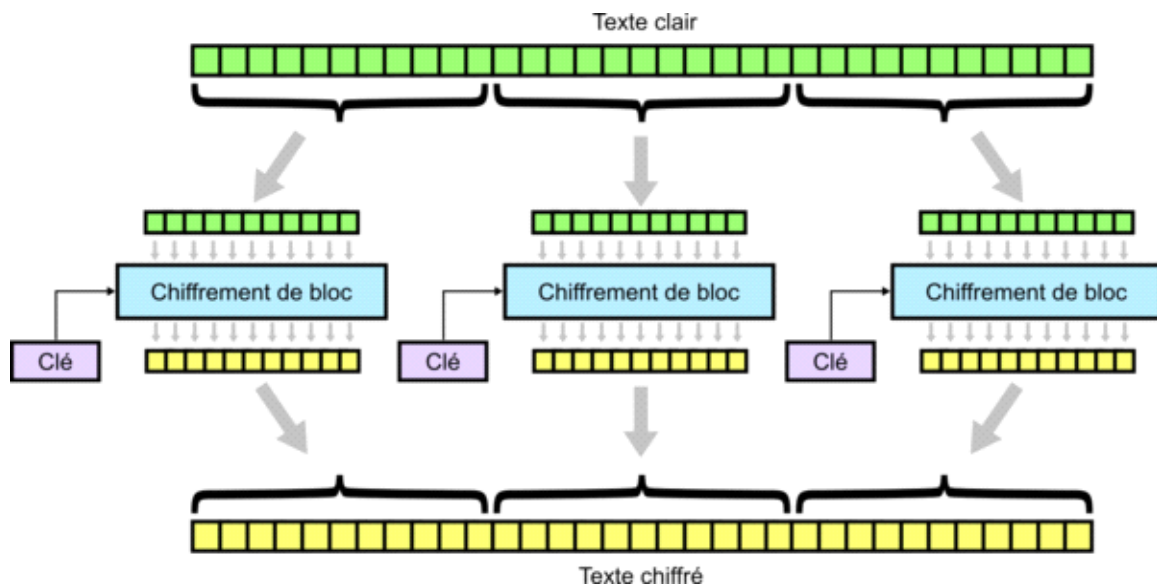 Texte clair
Chiffrement de bloc
Chiffrement de bloc
Chiffrement de bloc
Clé
Clé
Clé
Texte chiffré